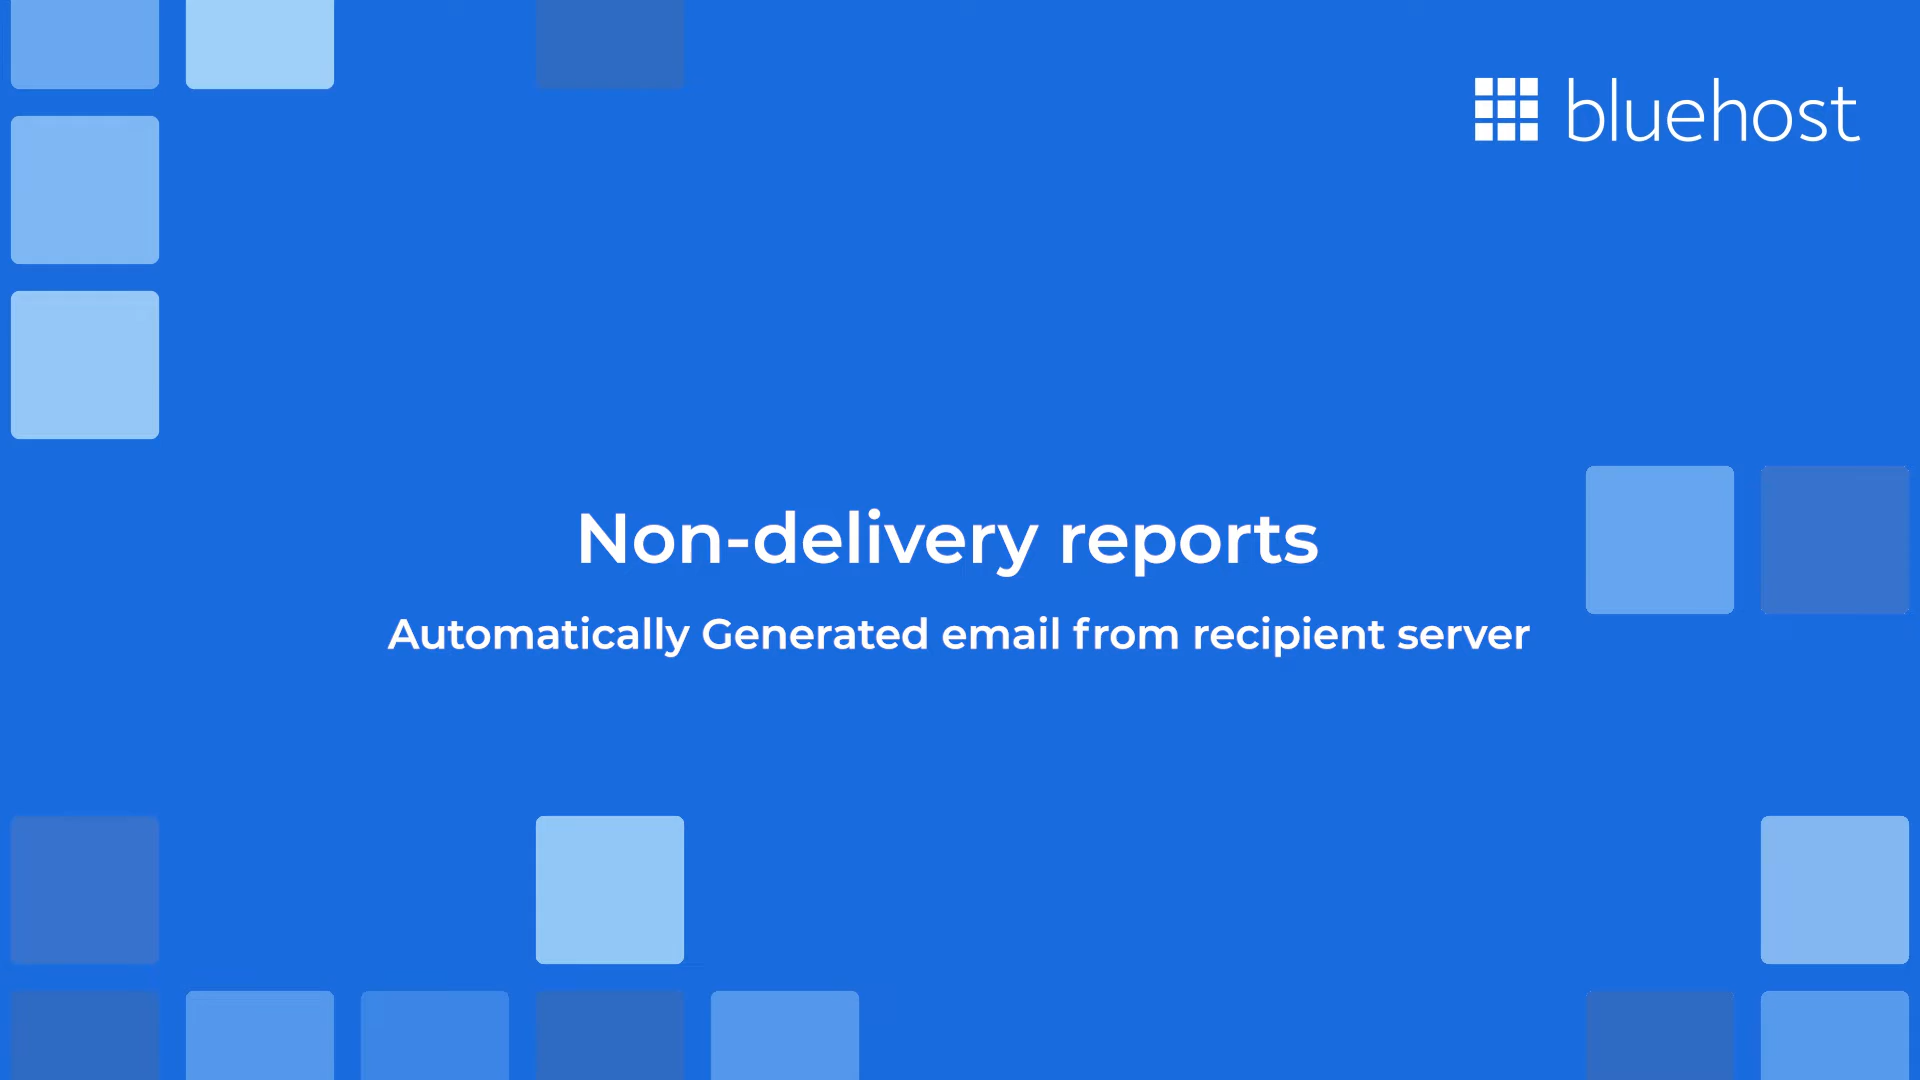 bluehost
Non-delivery reports
Automatically Generated email from recipient server